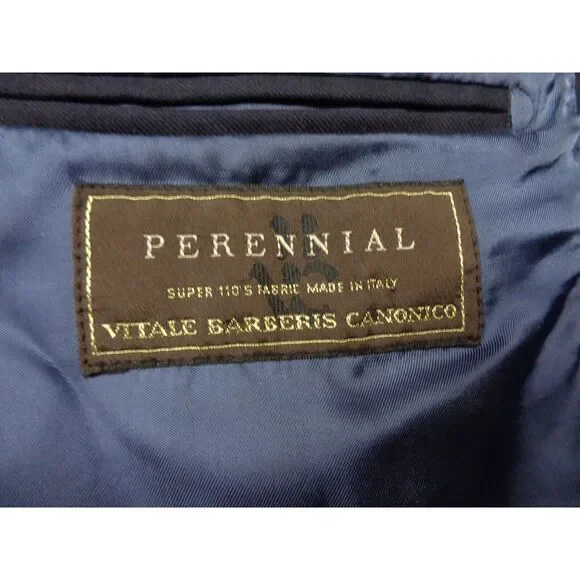 PERENNIAL
SUPER 110'S FABRIC MADE IN ITALY
VITALE BARBERIS CANONICO